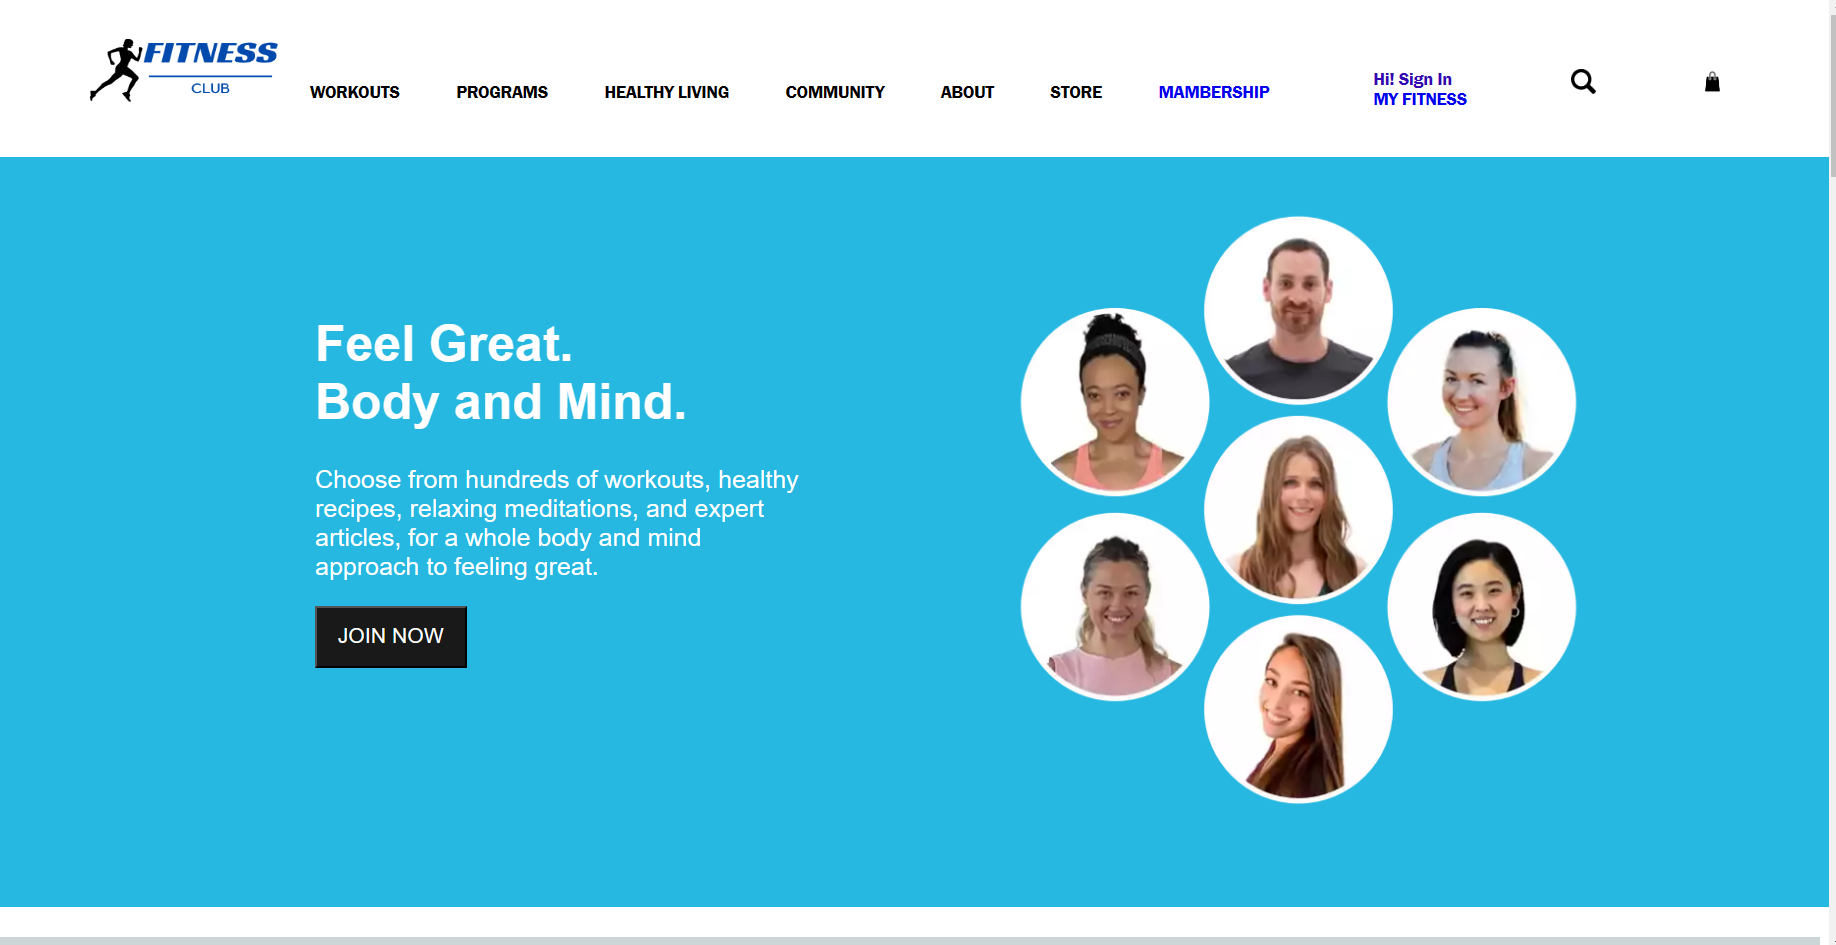 FITNESS
CLUB
WORKOUTS PROGRAMS HEALTHY LIVING COMMUNITY ABOUT STORE MAMBERSHIP
Hi! Sign In
MY FITNESS
Feel Great.
Body and Mind.
Choose from hundreds of workouts, healthy
recipes, relaxing meditations, and expert
articles, for a whole body and mind
approach to feeling great.
JOIN NOW